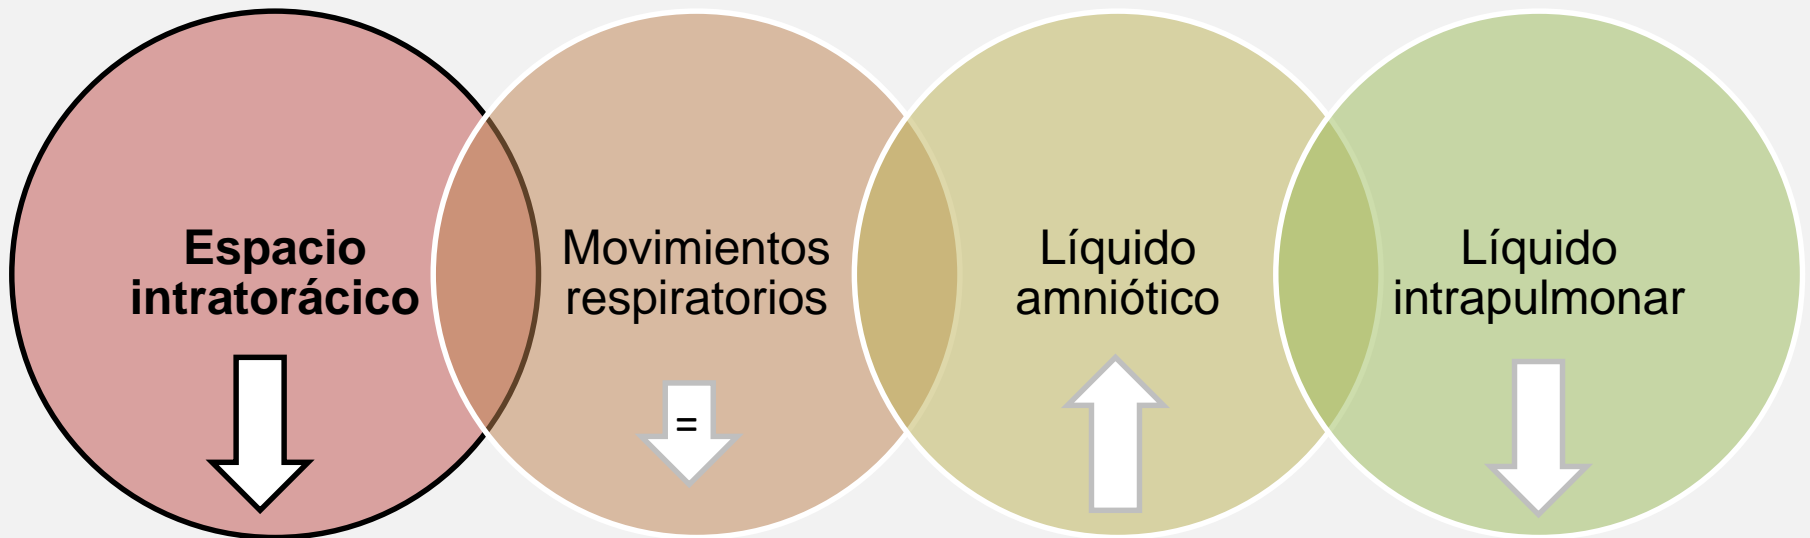 Espacio
intratorácico
Movimientos
respiratorios
=
Líquido
amniótico
Líquido
intrapulmonar